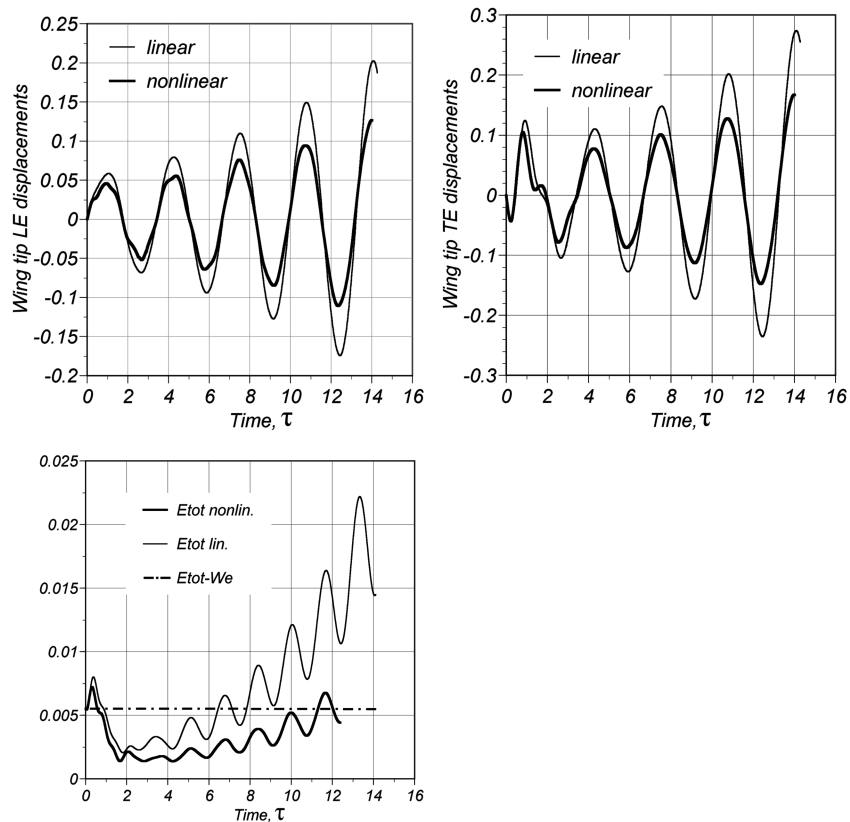 0.25
0.2
0.15
0.1
0.05
0
-0.05
-0.1
-0.15
-0.2
Wing tip LE displacements
linear
nonlinear
0 2 4 6 8 10 12 14 16
Time, τ
0.3
0.2
0.1
0
-0.1
-0.2
-0.3
Wing tip TE displacements
linear
nonlinear
0 2 4 6 8 10 12 14 16
Time, τ
0.025
0.02
0.015
0.01
0.005
0
Etot nonlin.
Etot lin.
Etot-We
0 2 4 6 8 10 12 14 16
Time, τ